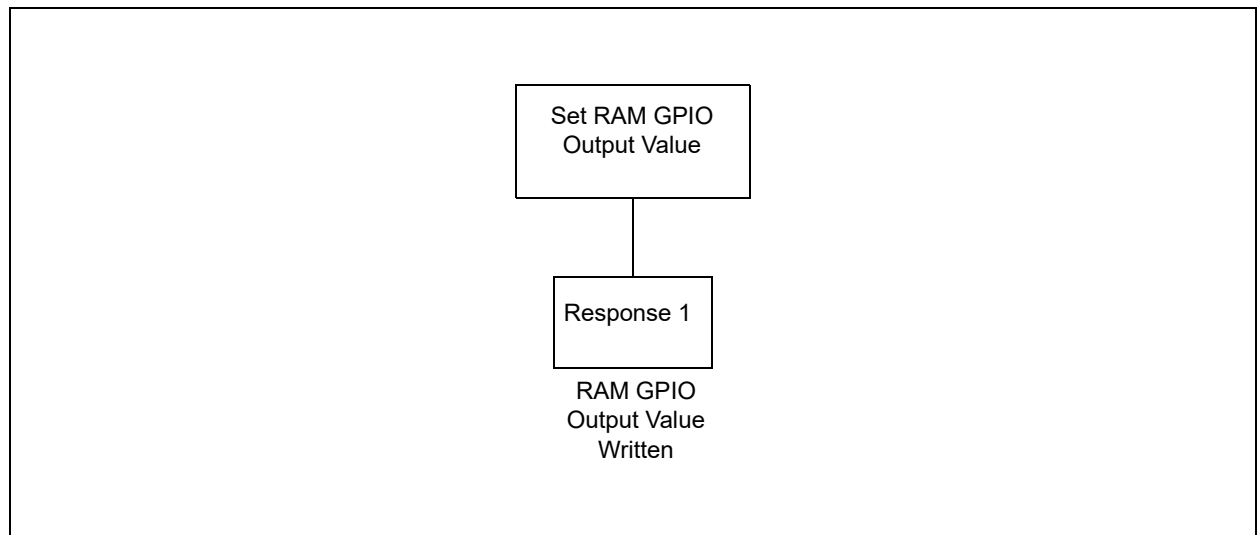 Set RAM GPIO
Output Value
Response 1
RAM GPIO
Output Value
Written